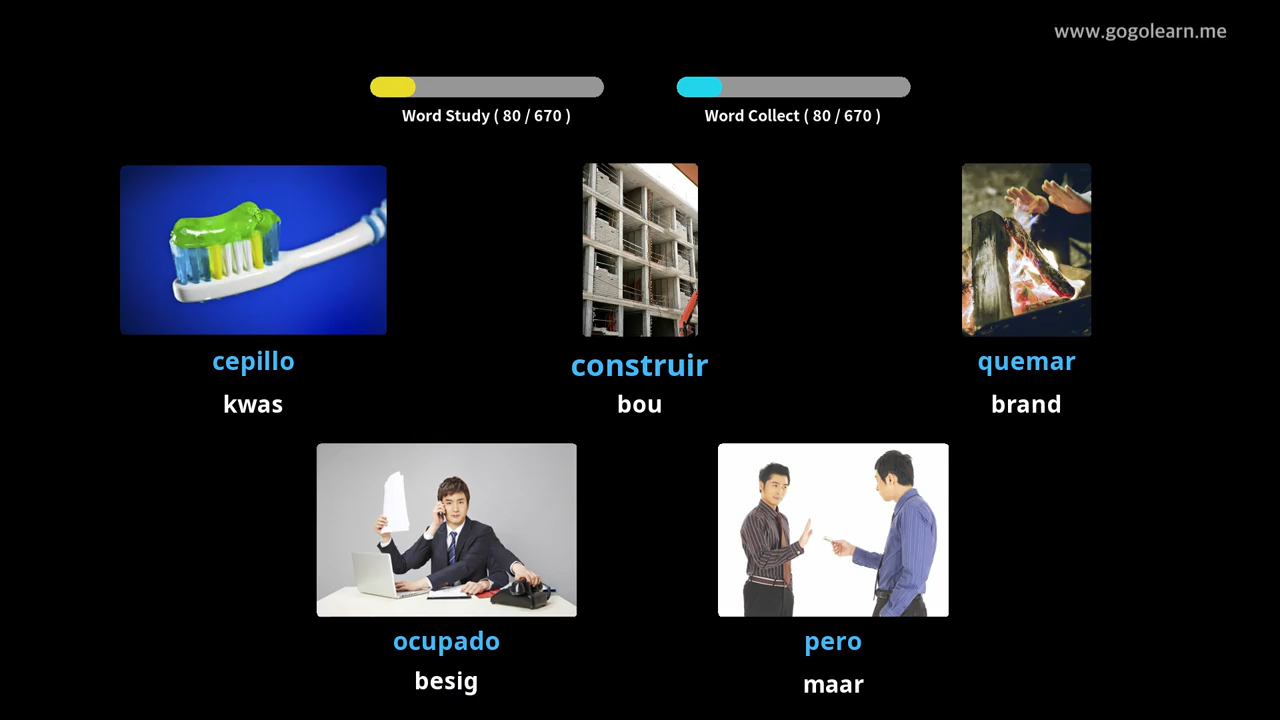 www.gogolearn.me
Word Study ( 80 / 670 )
Word Collect ( 80 / 670 )
cepillo
kwas
construir
bou
quemar
brand
ocupado
besig
pero
maar